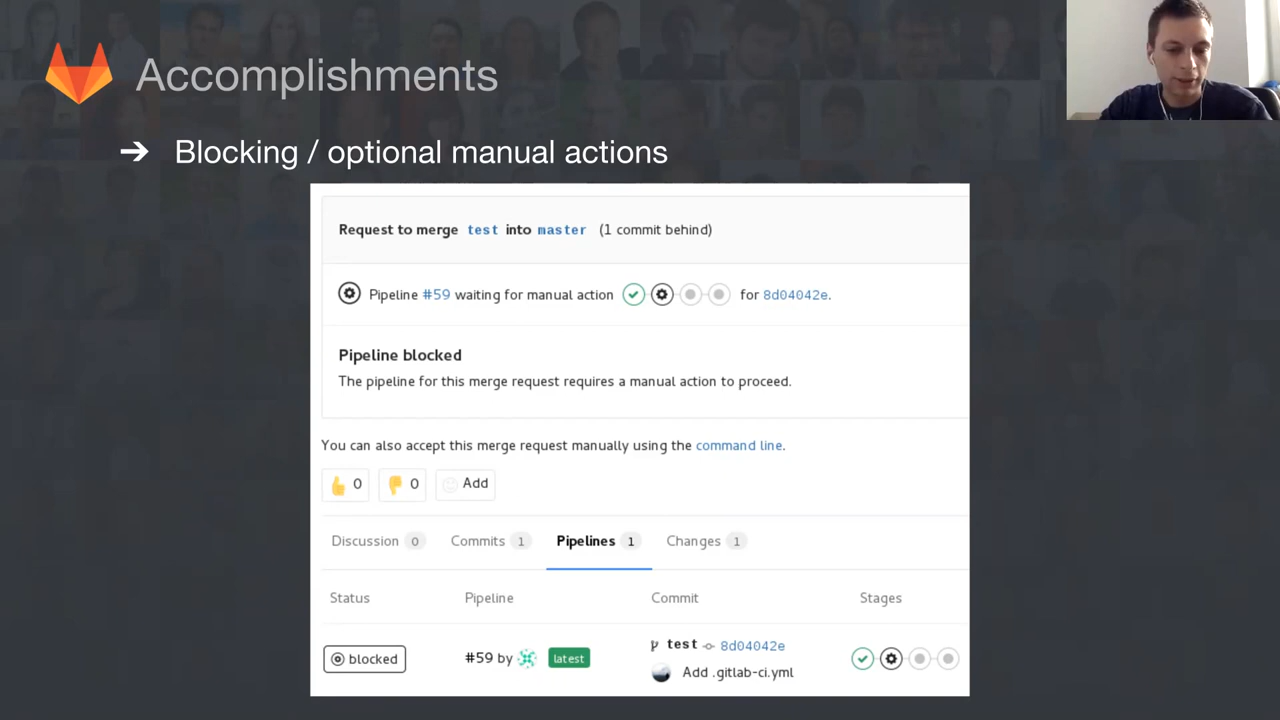 Accomplishments
➔ Blocking / optional manual actions
Request to merge test into master (1 commit behind)
Pipeline #59 waiting for manual action for 8d04042e.
Pipeline blocked
The pipeline for this merge request requires a manual action to proceed.
You can also accept this merge request manually using the command line.
0 0 Add
Discussion 0 Commits 1 Pipelines 1 Changes 1
Status Pipeline Commit Stages
blocked #59 by latest test 8d04042e
Add .gitlab-ci.yml